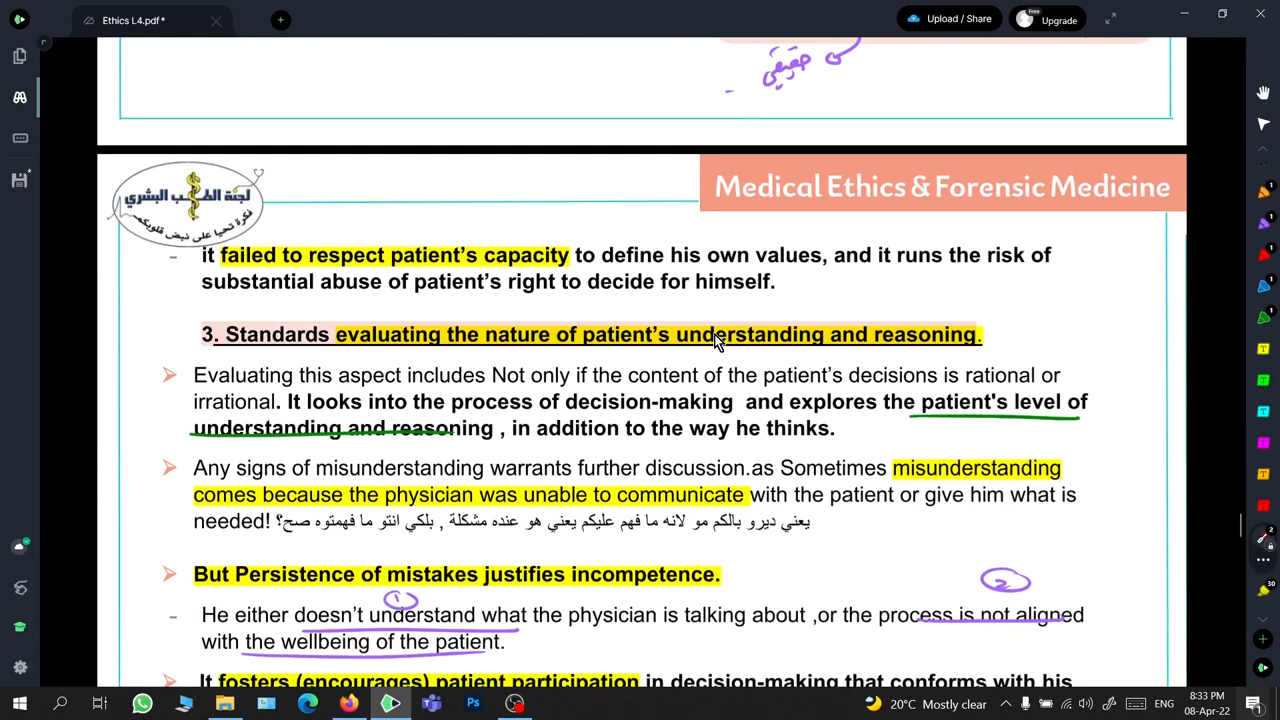 Ethics L4.pdf*
Upload / Share
Free
Upgrade
حقيقي
لجنة الطب البشري
فكرة تحيا على نبض قلوبكم
Medical Ethics & Forensic Medicine
- it failed to respect patient’s capacity to define his own values, and it runs the risk of
substantial abuse of patient’s right to decide for himself.
3. Standards evaluating the nature of patient’s understanding and reasoning.
Evaluating this aspect includes Not only if the content of the patient’s decisions is rational or
irrational. It looks into the process of decision-making and explores the patient's level of
understanding and reasoning , in addition to the way he thinks.
Any signs of misunderstanding warrants further discussion.as Sometimes misunderstanding
comes because the physician was unable to communicate with the patient or give him what is
needed! يعني ديرو بالكم مو لانه ما فهم عليكم يعني هو عنده مشكلة , بلكي انتو ما فهمتوه صح؟
But Persistence of mistakes justifies incompetence.
1
2
- He either doesn’t understand what the physician is talking about ,or the process is not aligned
with the wellbeing of the patient.
It fosters (encourages) patient participation in decision-making that conforms with his
20°C Mostly clear
8:33 PM
08-Apr-22